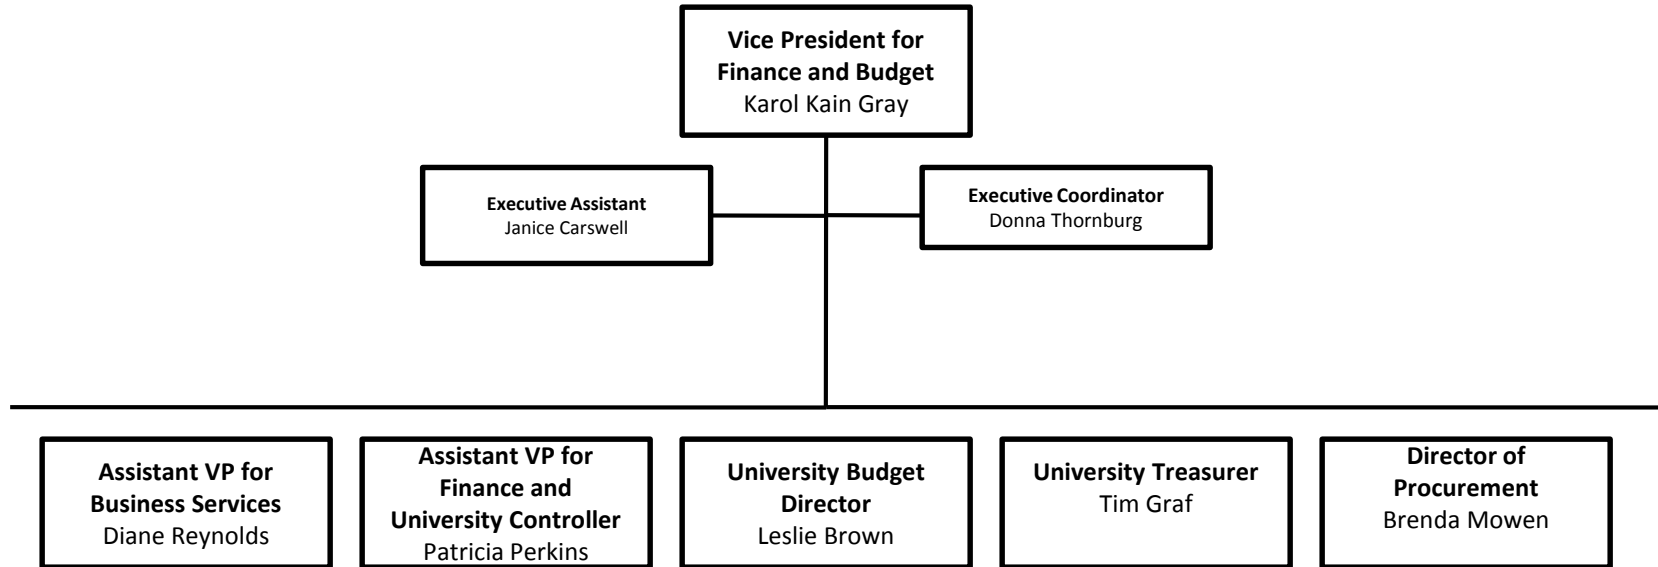 Vice President for
Finance and Budget
Karol Kain Gray
Executive Assistant
Janice Carswell
Executive Coordinator
Donna Thornburg
Assistant VP for
Business Services
Diane Reynolds
Assistant VP for
Finance and
University Controller
Patricia Perkins
University Budget
Director
Leslie Brown
University Treasurer
Tim Graf
Director of
Procurement
Brenda Mowen